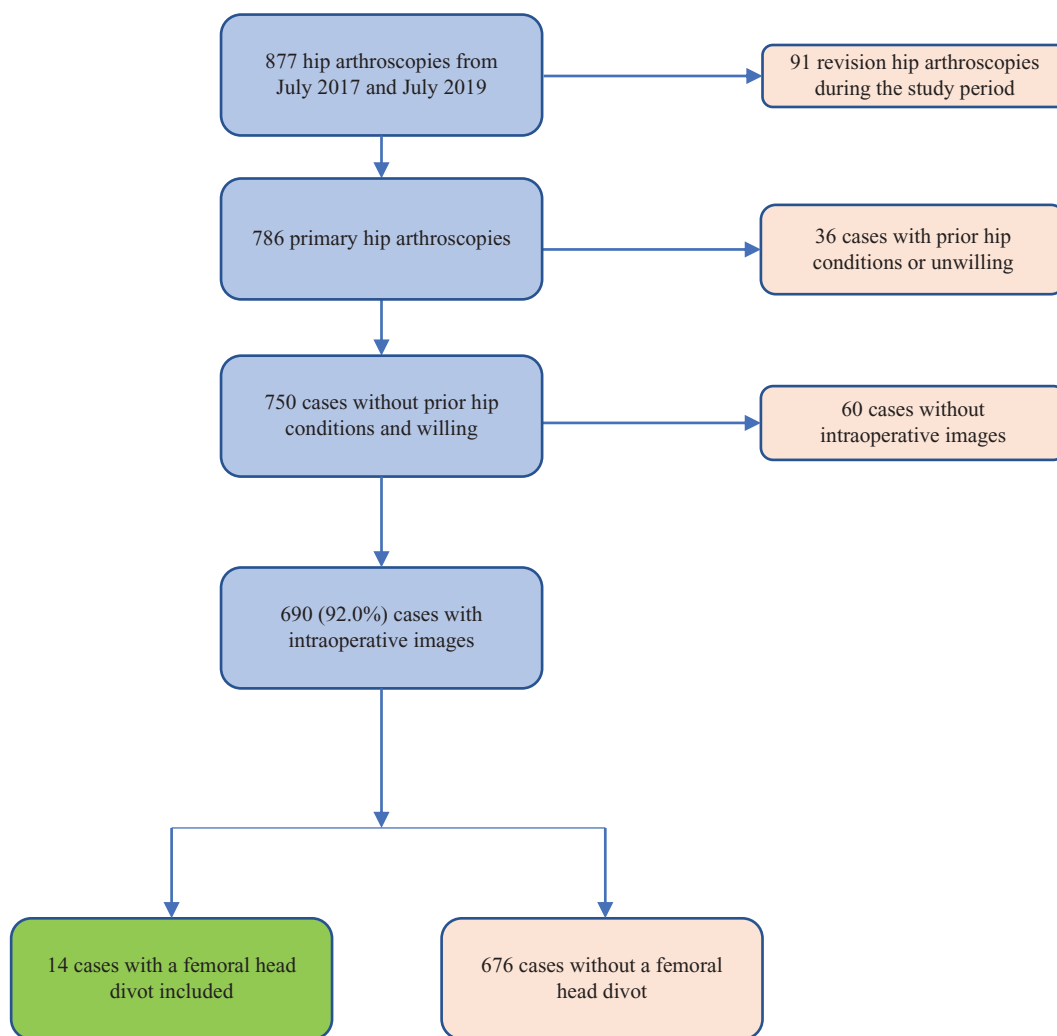 877 hip arthroscopies from
July 2017 and July 2019
91 revision hip arthroscopies
during the study period
786 primary hip arthroscopies
36 cases with prior hip
conditions or unwilling
750 cases without prior hip
conditions and willing
60 cases without
intraoperative images
690 (92.0%) cases with
intraoperative images
14 cases with a femoral head
divot included
676 cases without a femoral
head divot